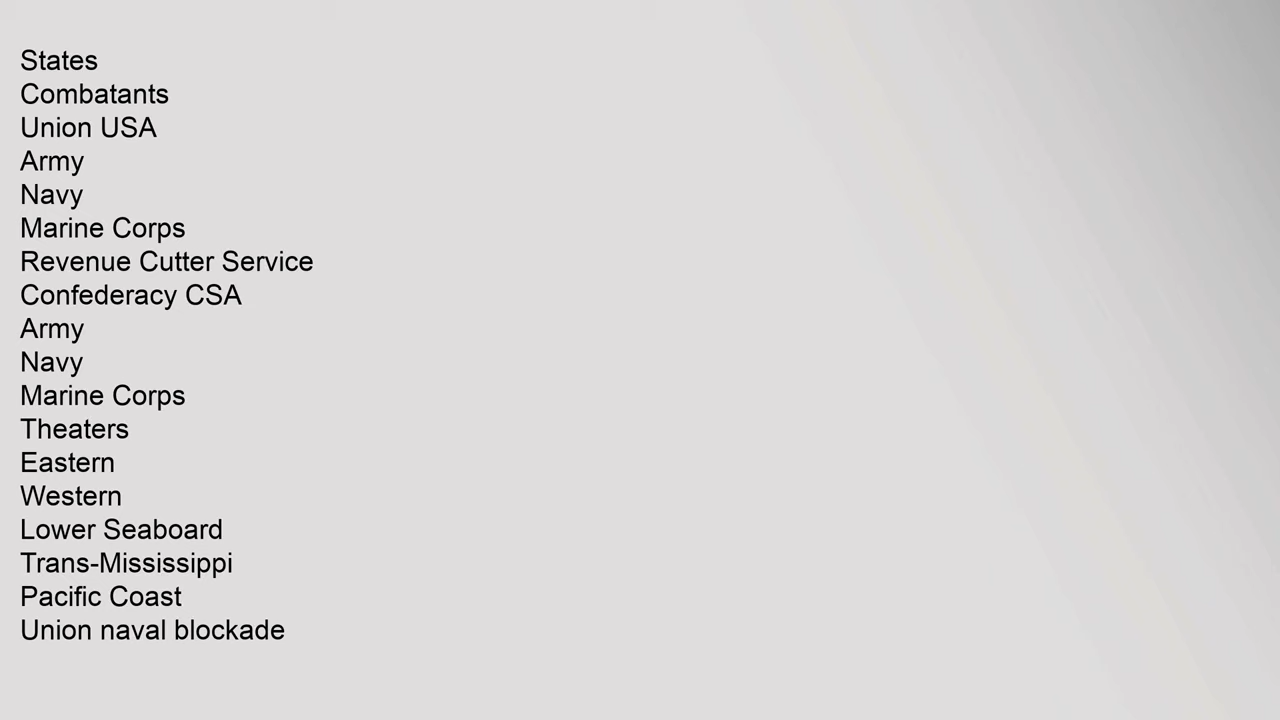 States
Combatants
Union USA
Army
Navy
Marine Corps
Revenue Cutter Service
Confederacy CSA
Army
Navy
Marine Corps
Theaters
Eastern
Western
Lower Seaboard
Trans-Mississippi
Pacific Coast
Union naval blockade